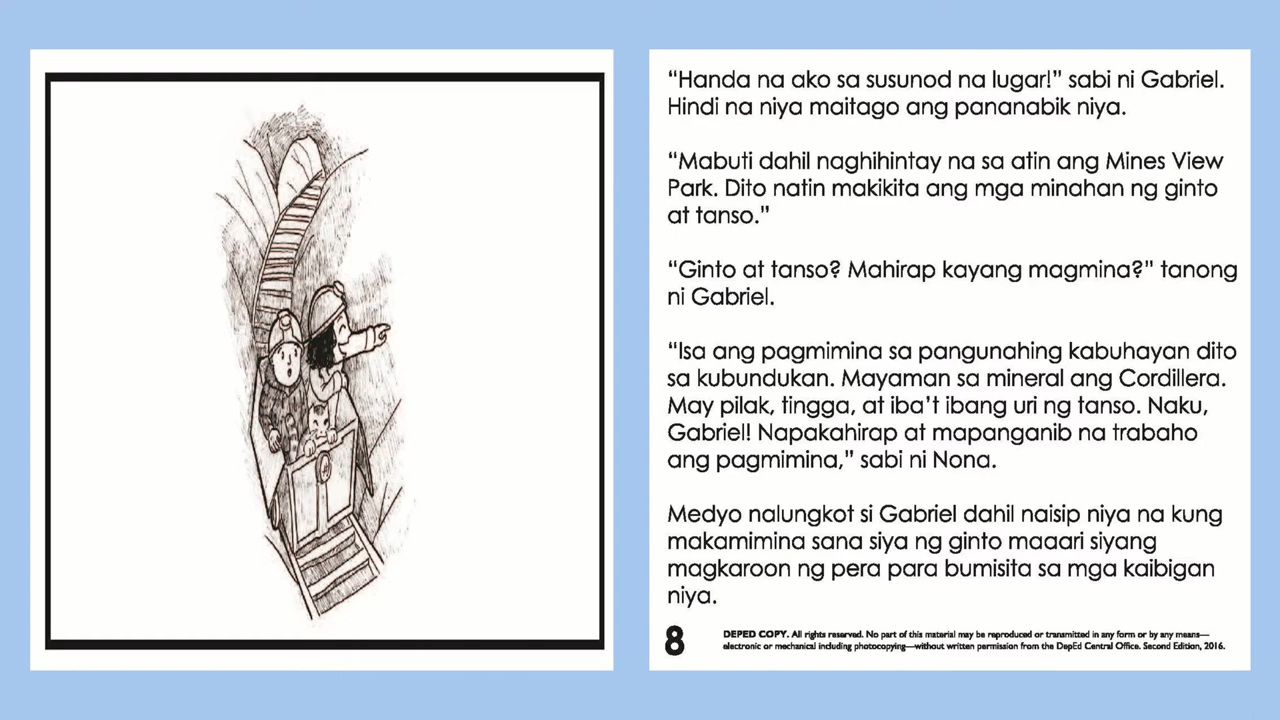 “Handa na ako sa susunod na lugar!” sabi ni Gabriel.
Hindi na niya maitago ang pananabik niya.
“Mabuti dahil naghihintay na sa atin ang Mines View
Park. Dito natin makikita ang mga minahan ng ginto
at tanso.”
“Ginto at tanso? Mahirap kayang magmina?” tanong
ni Gabriel.
“Isa ang pagmimina sa pangunahing kabuhayan dito
sa kubundukan. Mayaman sa mineral ang Cordillera.
May pilak, tingga, at iba’t ibang uri ng tanso. Naku,
Gabriel! Napakahirap at mapanganib na trabaho
ang pagmimina,” sabi ni Nona.
Medyo nalungkot si Gabriel dahil naisip niya na kung
makamimina sana siya ng ginto maaari siyang
magkaroon ng pera para bumisita sa mga kaibigan
niya.
8
DEPED COPY. All rights reserved. No part of this material may be reproduced or transmitted in any form or by any means—
electronic or mechanical including photocopying—without written permission from the DepEd Central Office. Second Edition, 2016.